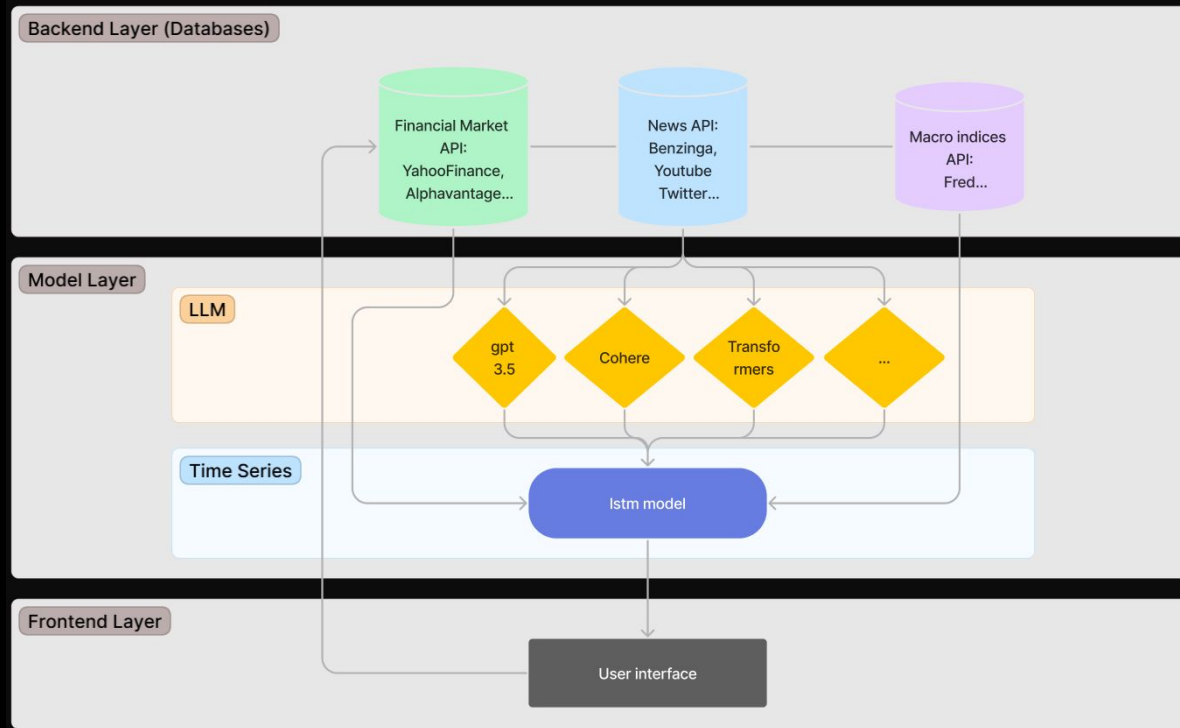 Backend Layer (Databases)
Financial Market
API:
YahooFinance,
Alphavantage...
News API:
Benzinga,
Youtube
Twitter...
Macro indices
API:
Fred...
Model Layer
LLM
gpt
3.5
Cohere
Transfo
rmers
...
Time Series
lstm model
Frontend Layer
User interface